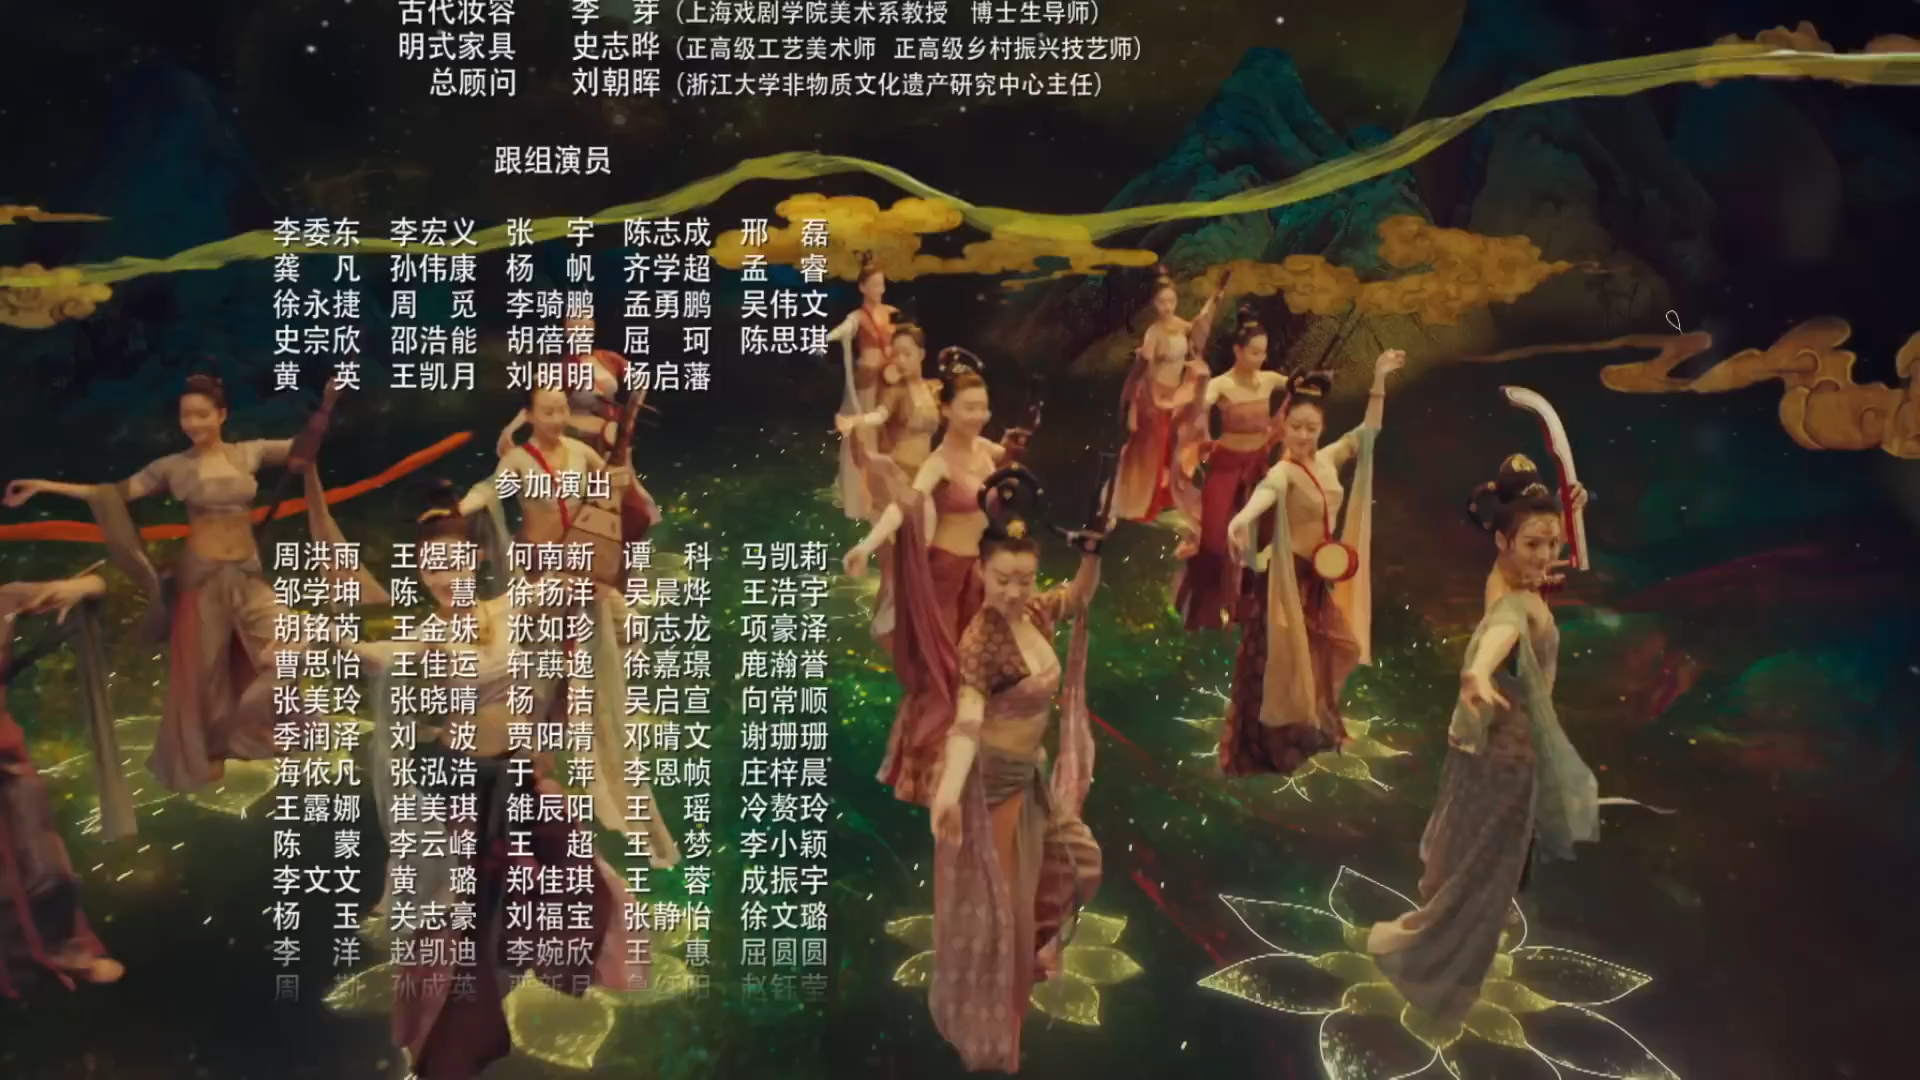 古代妆容 李 芽（上海戏剧学院美术系教授 博士生导师）
明式家具 史志晔（正高级工艺美术师 正高级乡村振兴技艺师）
总顾问 刘朝晖（浙江大学非物质文化遗产研究中心主任）
跟组演员
李委东 李宏义 张 宇 陈志成 邢 磊
龚 凡 孙伟康 杨 帆 齐学超 孟 睿
徐永捷 周 觅 李骑鹏 孟勇鹏 吴伟文
史宗欣 邵浩能 胡蓓蓓 屈 珂 陈思琪
黄 英 王凯月 刘明明 杨启藩
参加演出
周洪雨 王煜莉 何南新 谭 科 马凯莉
邹学坤 陈 慧 徐扬洋 吴晨烨 王浩宇
胡铭芮 王金姝 洑如珍 何志龙 项豪泽
曹思怡 王佳运 徐嘉璟 鹿瀚誉
张美玲 张晓晴 杨 洁 吴启宣 向常顺
季润泽 刘 波 贾阳清 邓晴文 谢珊珊
海依凡 张泓浩 于 萍 李恩帧 庄梓晨
王露娜 崔美琪 雒辰阳 王 瑶 冷赘玲
陈 蒙 李云峰 王 超 王 梦 李小颖
李文文 黄 璐 郑佳琪 王 蓉 成振宇
杨 玉 关志豪 刘福宝 张静怡 徐文璐
李 洋 赵凯迪 李婉欣 王 惠 屈圆圆
周 勤 孙成英 赵钰莹